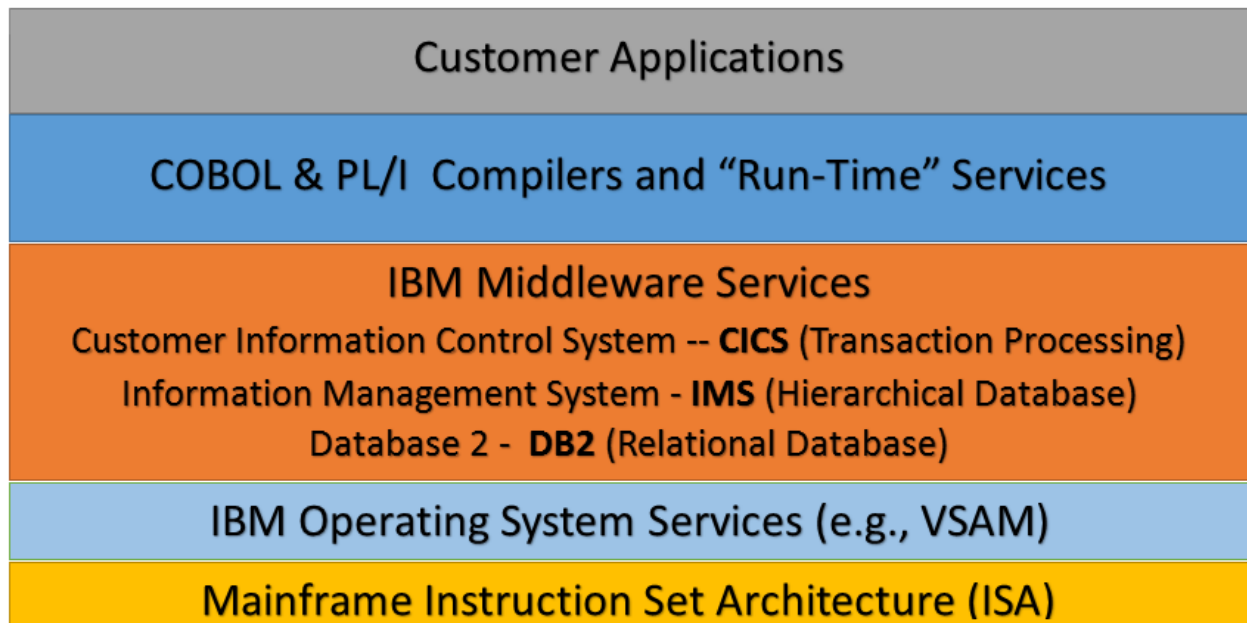 Customer Applications
COBOL & PL/I Compilers and “Run-Time” Services
IBM Middleware Services
Customer Information Control System -- CICS (Transaction Processing)
Information Management System - IMS (Hierarchical Database)
Database 2 - DB2 (Relational Database)
IBM Operating System Services (e.g., VSAM)
Mainframe Instruction Set Architecture (ISA)